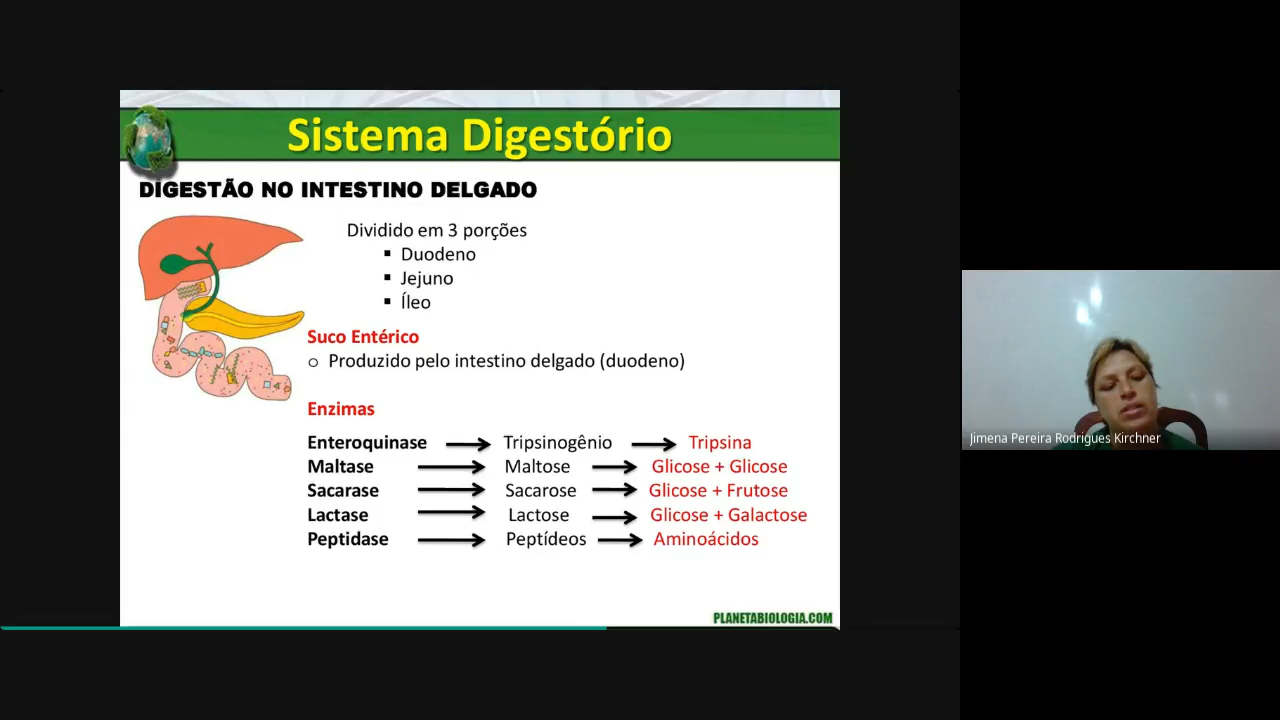 Sistema Digestório
DIGESTÃO NO INTESTINO DELGADO
Dividido em 3 porções
▪ Duodeno
▪ Jejuno
▪ Íleo
Suco Entérico
o Produzido pelo intestino delgado (duodeno)
Enzimas
Enteroquinase → Tripsinogênio → Tripsina
Maltase → Maltose → Glicose + Glicose
Sacarase → Sacarose → Glicose + Frutose
Lactase → Lactose → Glicose + Galactose
Peptidase → Peptídeos → Aminoácidos
PLANETABIOLOGIA.COM
Jimena Pereira Rodrigues Kirchner